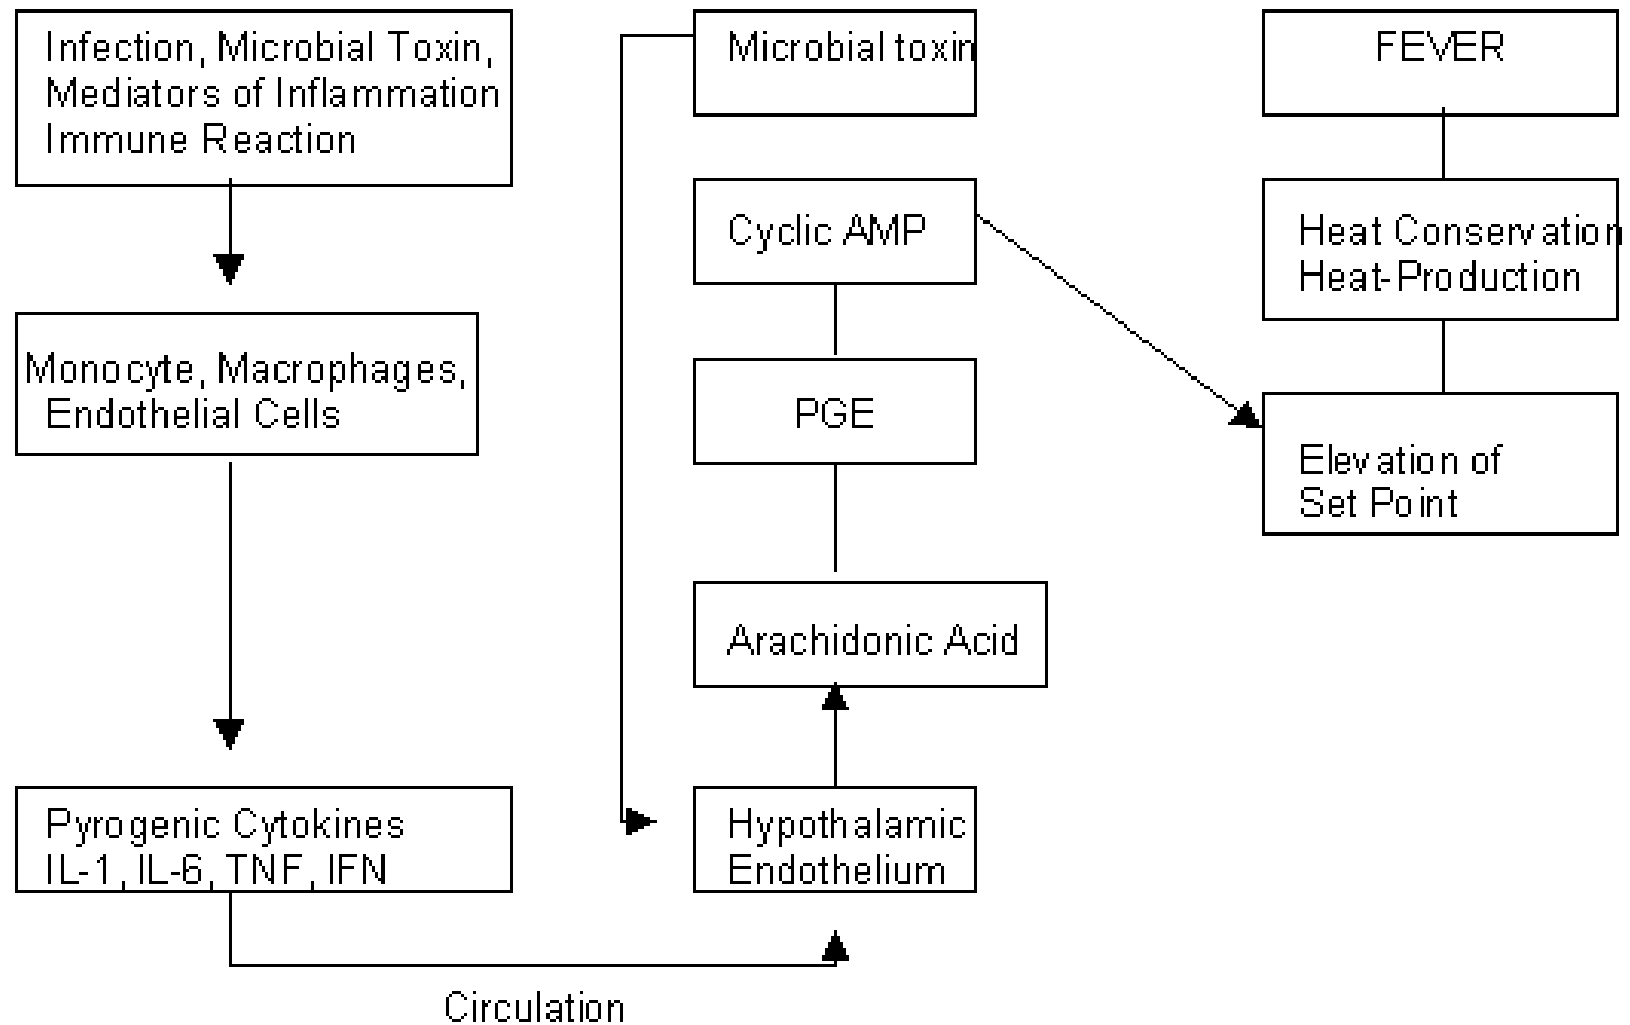 Infection, Microbial Toxin,
Mediators of Inflammation
Immune Reaction
Monocyte, Macrophages,
Endothelial Cells
Pyrogenic Cytokines
IL-1, IL-6, TNF, IFN
Circulation
Microbial toxin
Cyclic AMP
PGE
Arachidonic Acid
Hypothalamic
Endothelium
FEVER
Heat Conservation
Heat-Production
Elevation of
Set Point